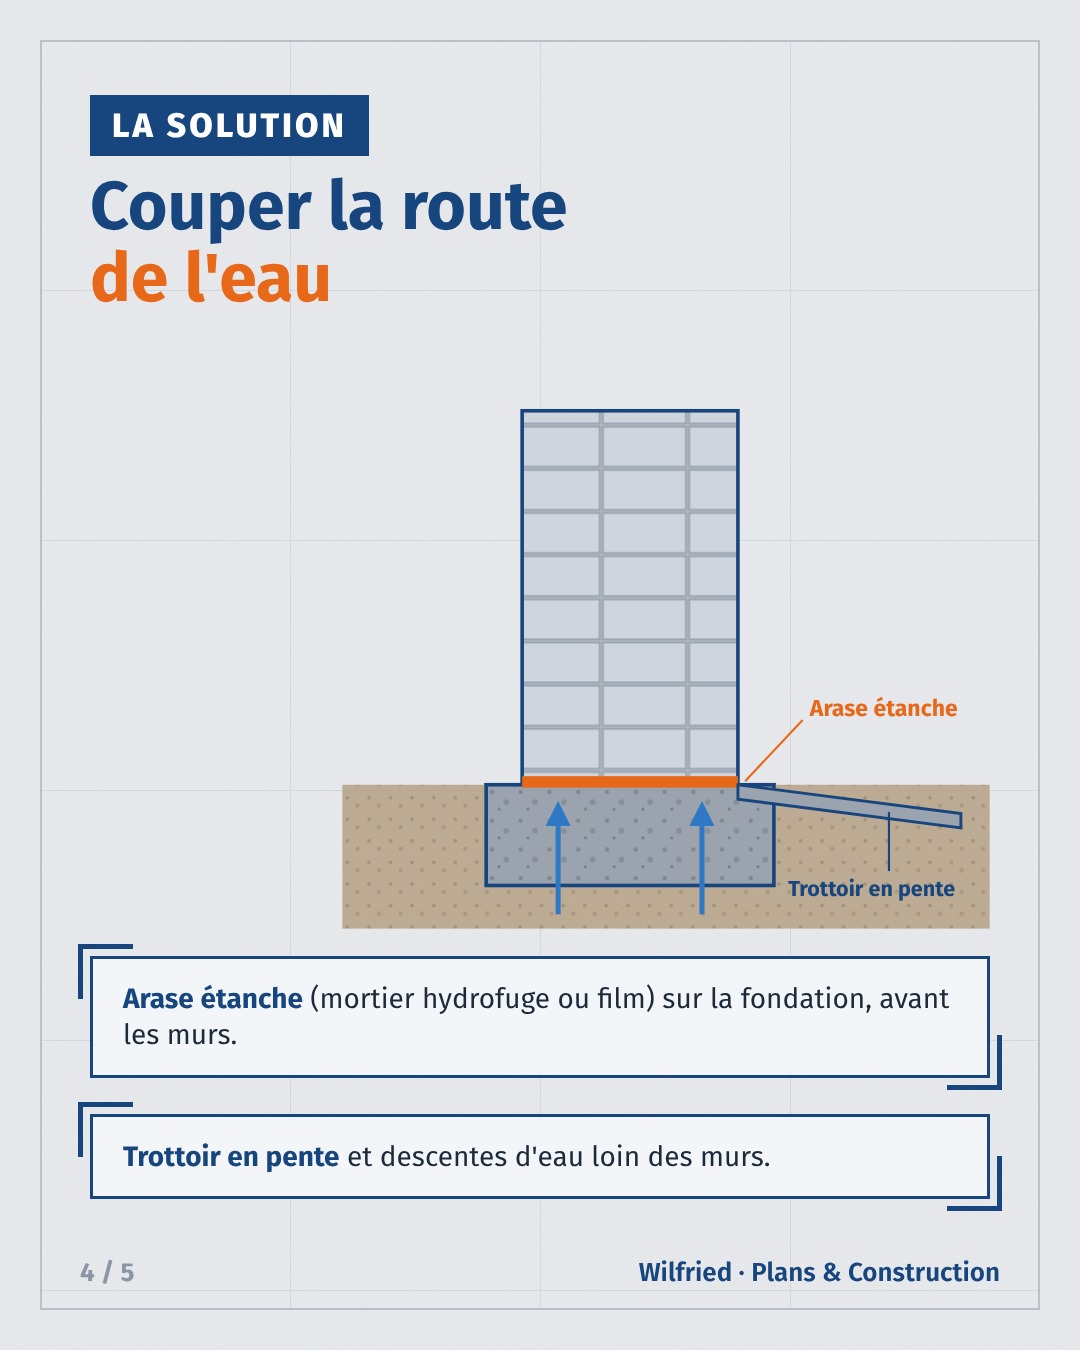 LA SOLUTION
Couper la route
de l'eau
Arase étanche
Trottoir en pente
Arase étanche (mortier hydrofuge ou film) sur la fondation, avant
les murs.
Trottoir en pente et descentes d'eau loin des murs.
4 / 5
Wilfried · Plans & Construction